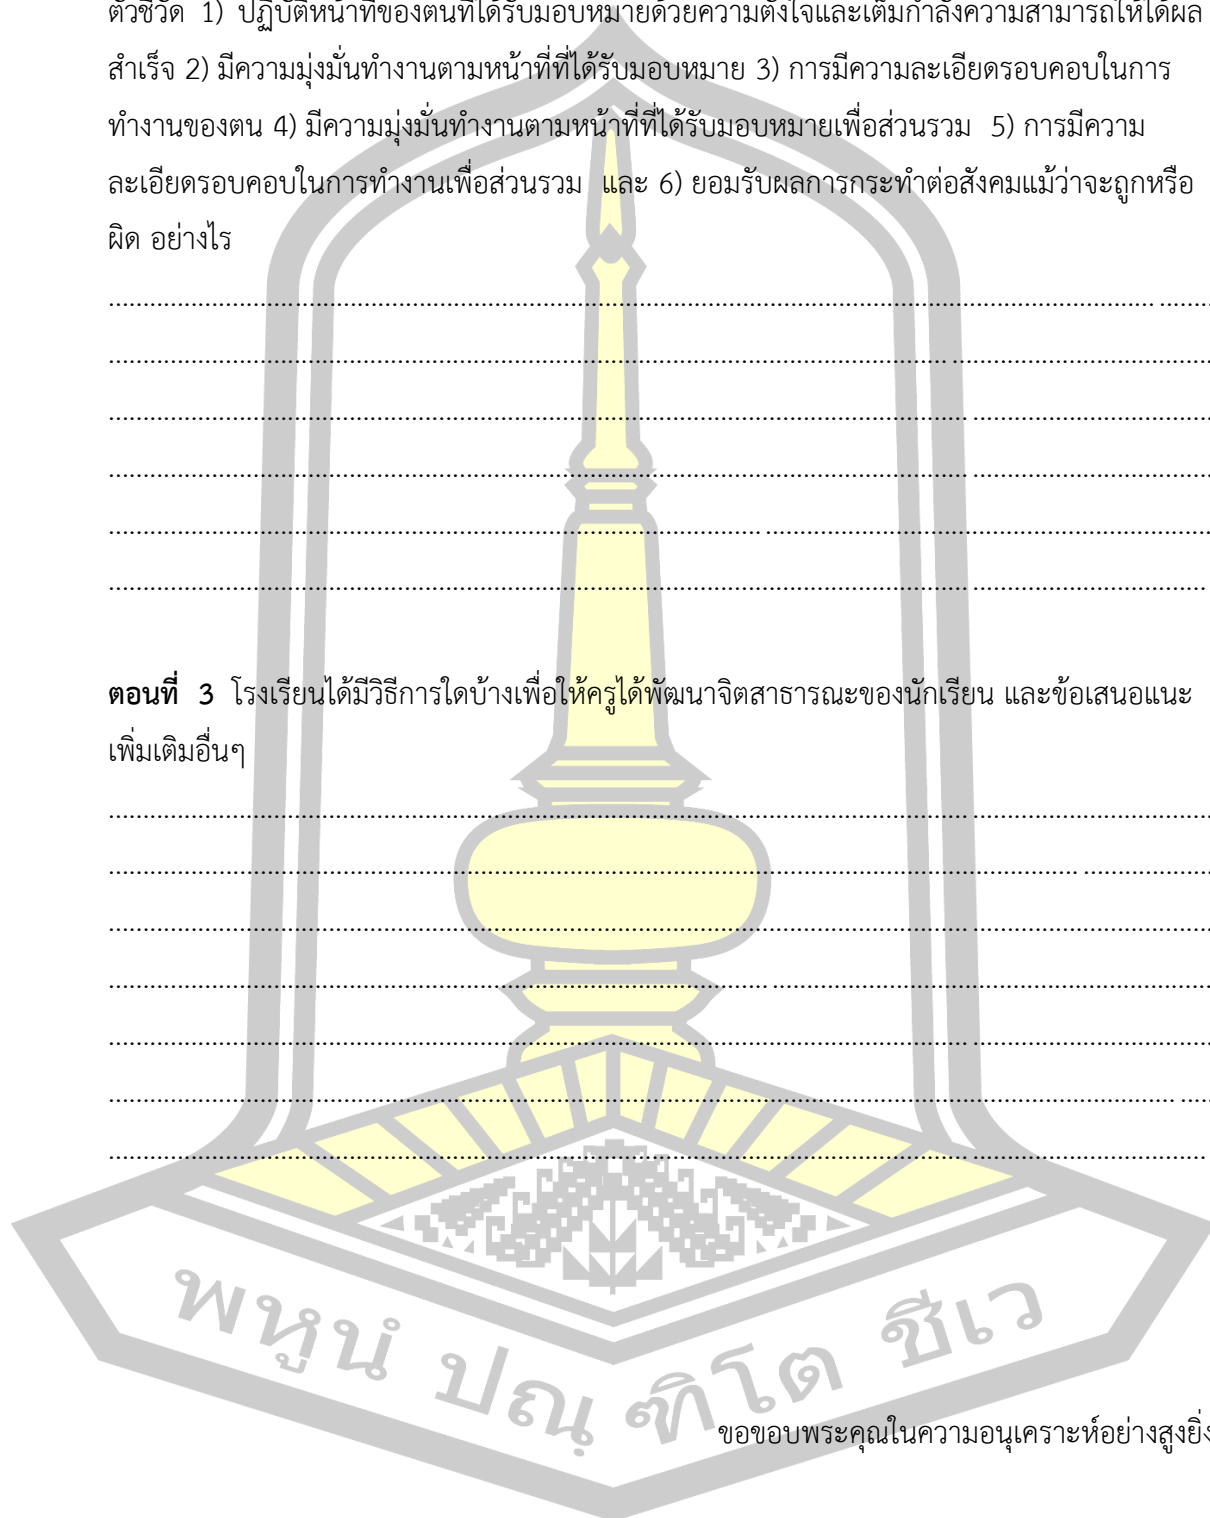 ตัวชี้วัด 1) ปฏิบัติหน้าที่ของตนที่ได้รับมอบหมายด้วยความตั้งใจและเต็มกำลังความสามารถให้ได้ผล
สำเร็จ 2) มีความมุ่งมั่นทำงานตามหน้าที่ที่ได้รับมอบหมาย 3) การมีความละเอียดรอบคอบในการ
ทำงานของตน 4) มีความมุ่งมั่นทำงานตามหน้าที่ที่ได้รับมอบหมายเพื่อส่วนรวม 5) การมีความ
ละเอียดรอบคอบในการทำงานเพื่อส่วนรวม และ 6) ยอมรับผลการกระทำต่อสังคมแม้ว่าจะถูกหรือ
ผิด อย่างไร
ตอนที่ 3 โรงเรียนได้มีวิธีการใดบ้างเพื่อให้ครูได้พัฒนาจิตสาธารณะของนักเรียน และข้อเสนอแนะ
เพิ่มเติมอื่นๆ
พหูนํ ปณฺฑิโต ชีเว
ขอขอบพระคุณในความอนุเคราะห์อย่างสูงยิ่ง